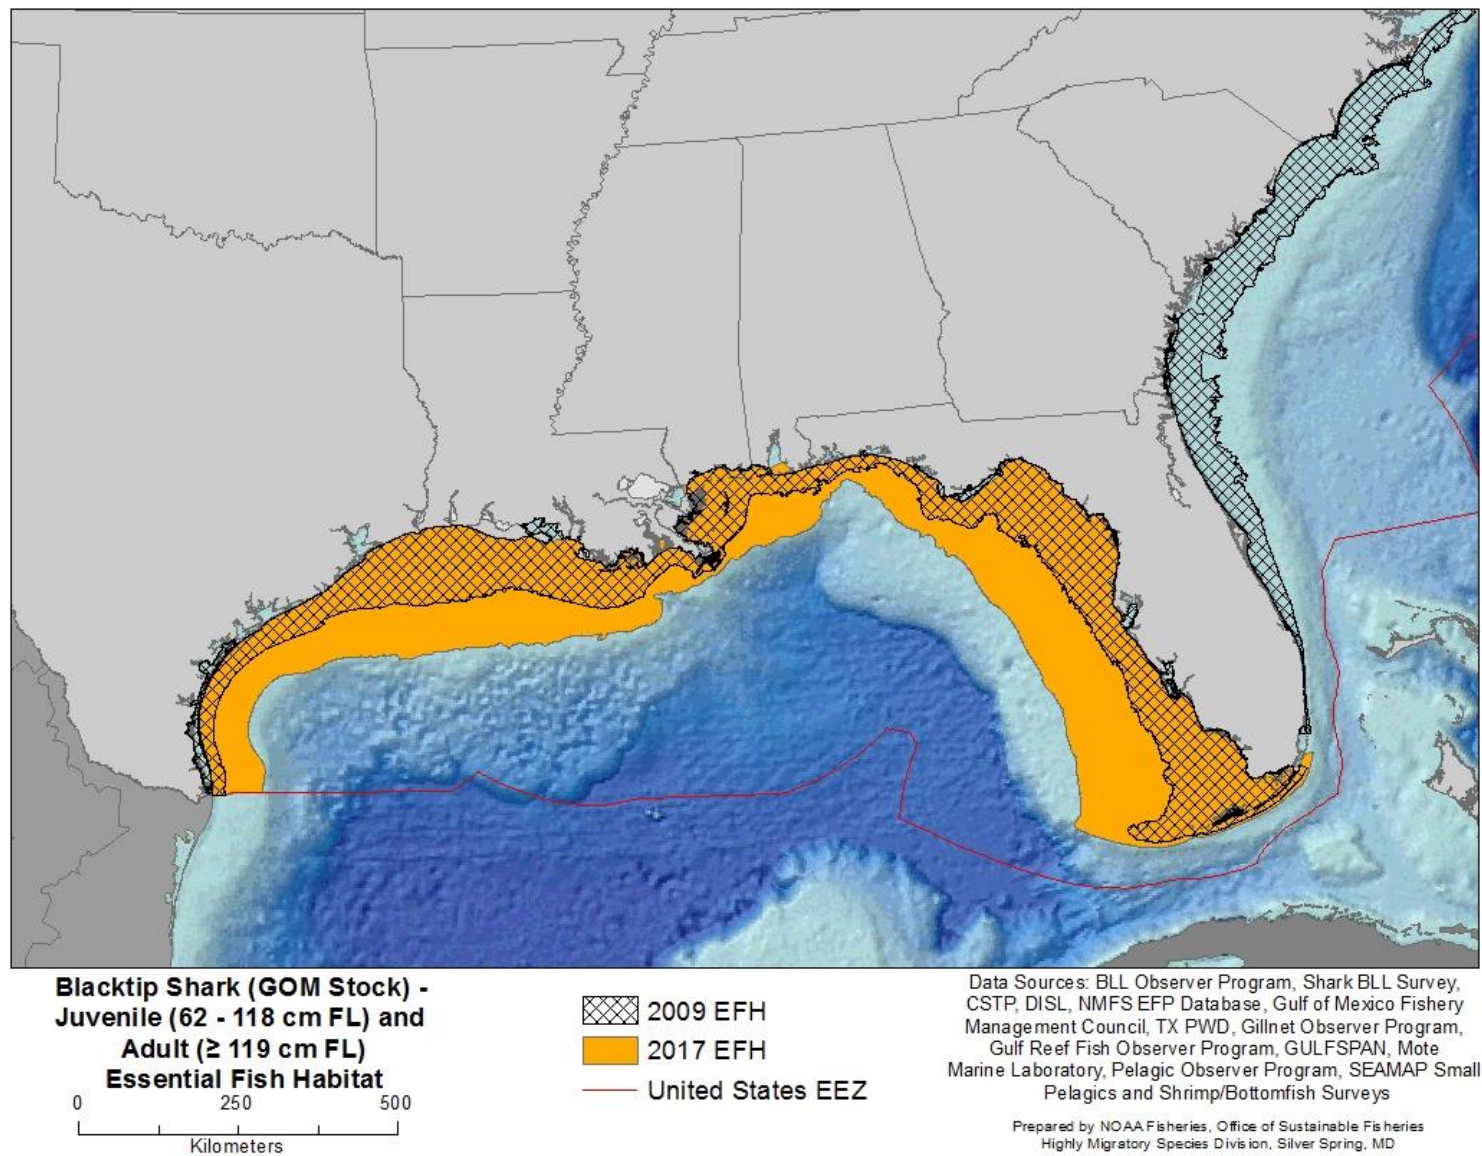 Blacktip Shark (GOM Stock) -
Juvenile (62 - 118 cm FL) and
Adult (≥ 119 cm FL)
Essential Fish Habitat
0 250 500
Kilometers
2009 EFH
2017 EFH
United States EEZ
Data Sources: BLL Observer Program, Shark BLL Survey,
CSTP, DISL, NMFS EFP Database, Gulf of Mexico Fishery
Management Council, TX PWD, Gillnet Observer Program,
Gulf Reef Fish Observer Program, GULFSPAN, Mote
Marine Laboratory, Pelagic Observer Program, SEAMAP Small
Pelagics and Shrimp/Bottomfish Surveys
Prepared by NOAA Fisheries, Office of Sustainable Fisheries
Highly Migratory Species Division, Silver Spring, MD